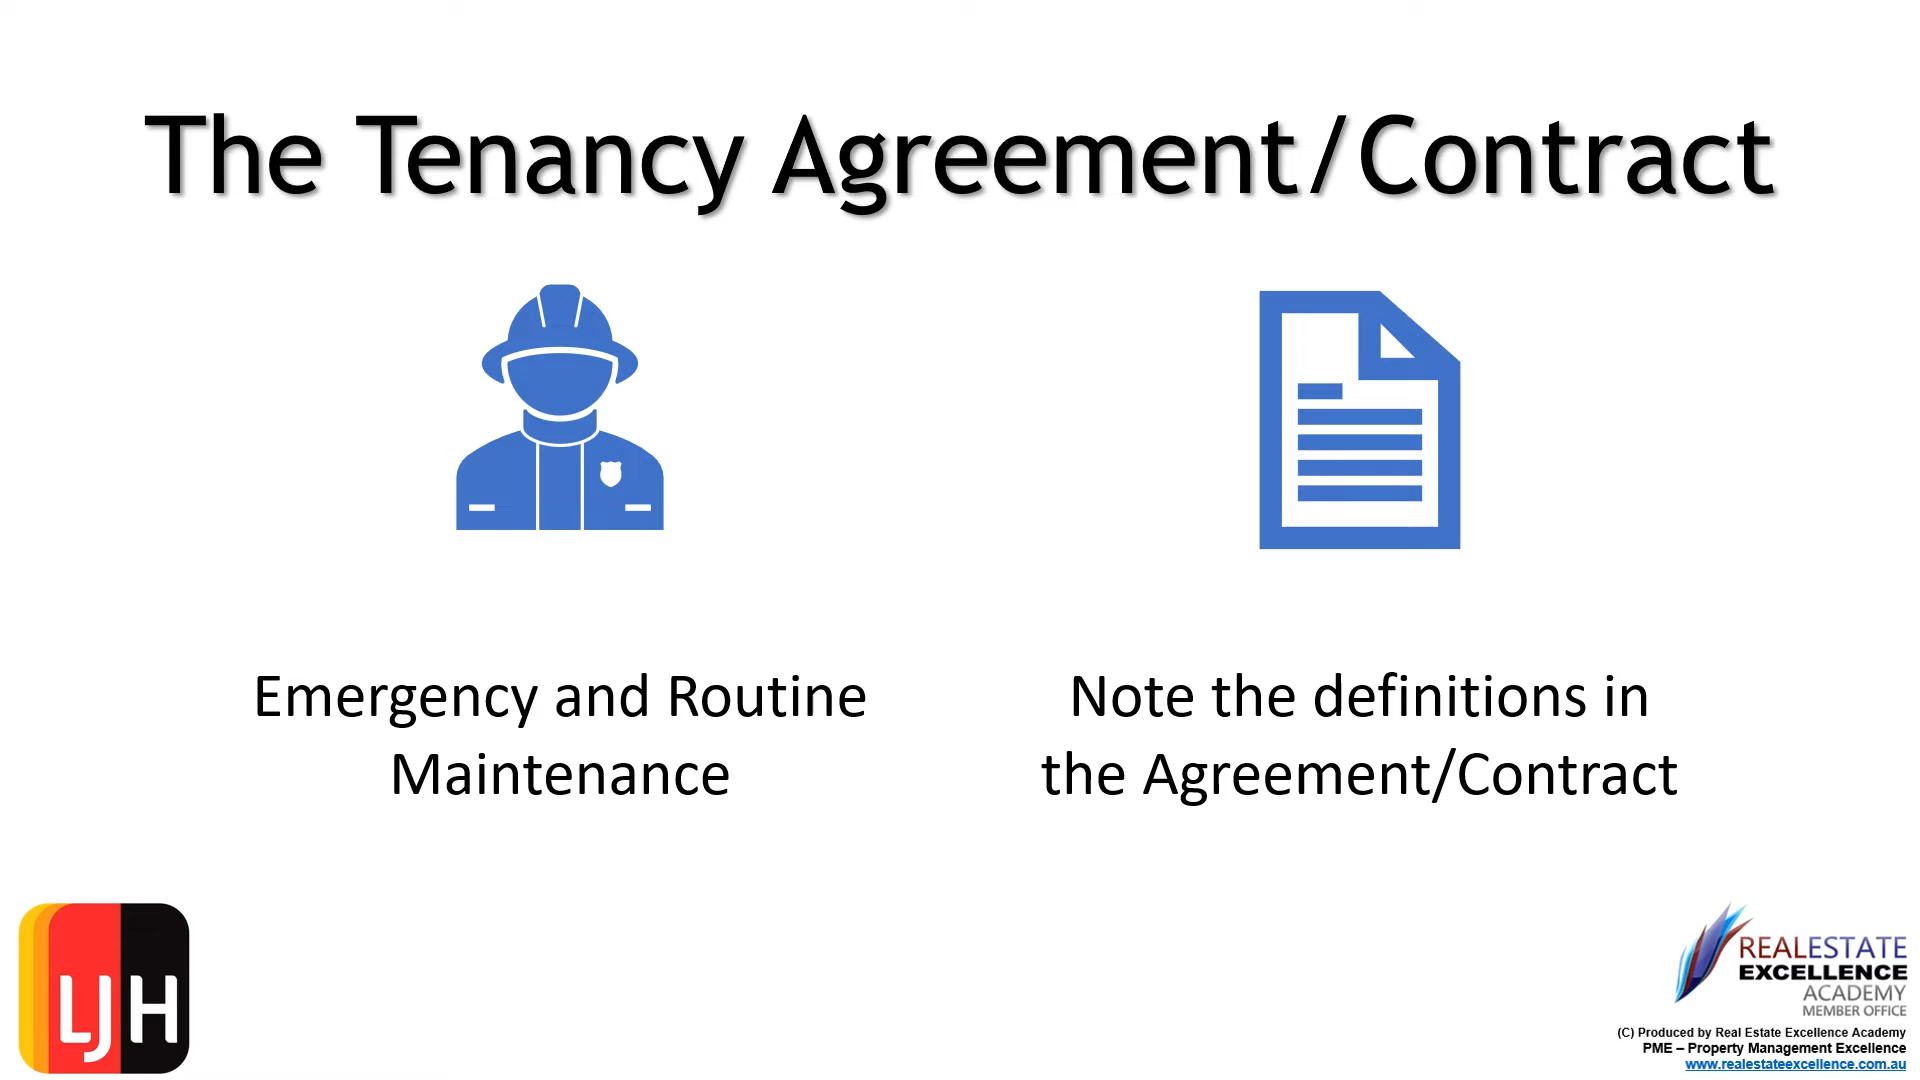 The Tenancy Agreement/Contract
Emergency and Routine
Maintenance
Note the definitions in
the Agreement/Contract
LJH
REALESTATE
EXCELLENCE
ACADEMY
MEMBER OFFICE
(C) Produced by Real Estate Excellence Academy
PME – Property Management Excellence
www.realestateexcellence.com.au